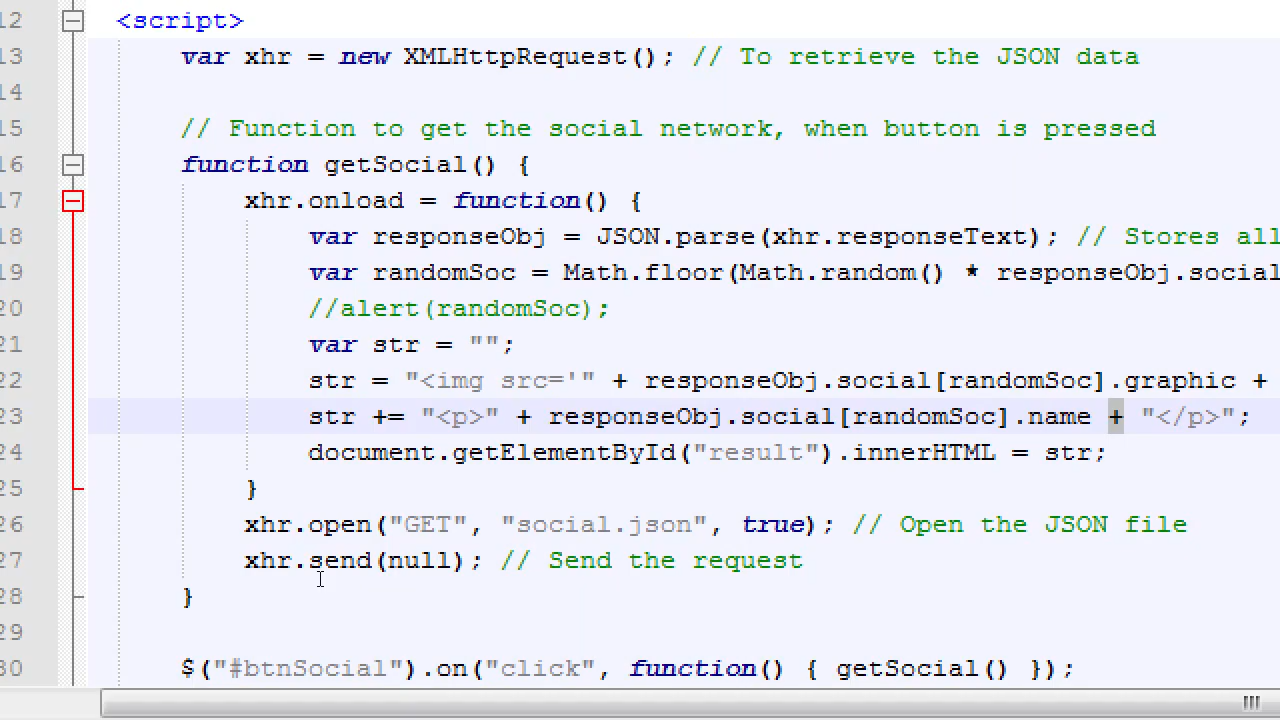 12 <script>
13 var xhr = new XMLHttpRequest(); // To retrieve the JSON data
14
15 // Function to get the social network, when button is pressed
16 function getSocial() {
17 xhr.onload = function() {
18 var responseObj = JSON.parse(xhr.responseText); // Stores all
19 var randomSoc = Math.floor(Math.random() * responseObj.social
20 //alert(randomSoc);
21 var str = "";
22 str = "<img src='" + responseObj.social[randomSoc].graphic +
23 str += "<p>" + responseObj.social[randomSoc].name + "</p>";
24 document.getElementById("result").innerHTML = str;
25 }
26 xhr.open("GET", "social.json", true); // Open the JSON file
27 xhr.send(null); // Send the request
28 }
29
30 $("#btnSocial").on("click", function() { getSocial() });